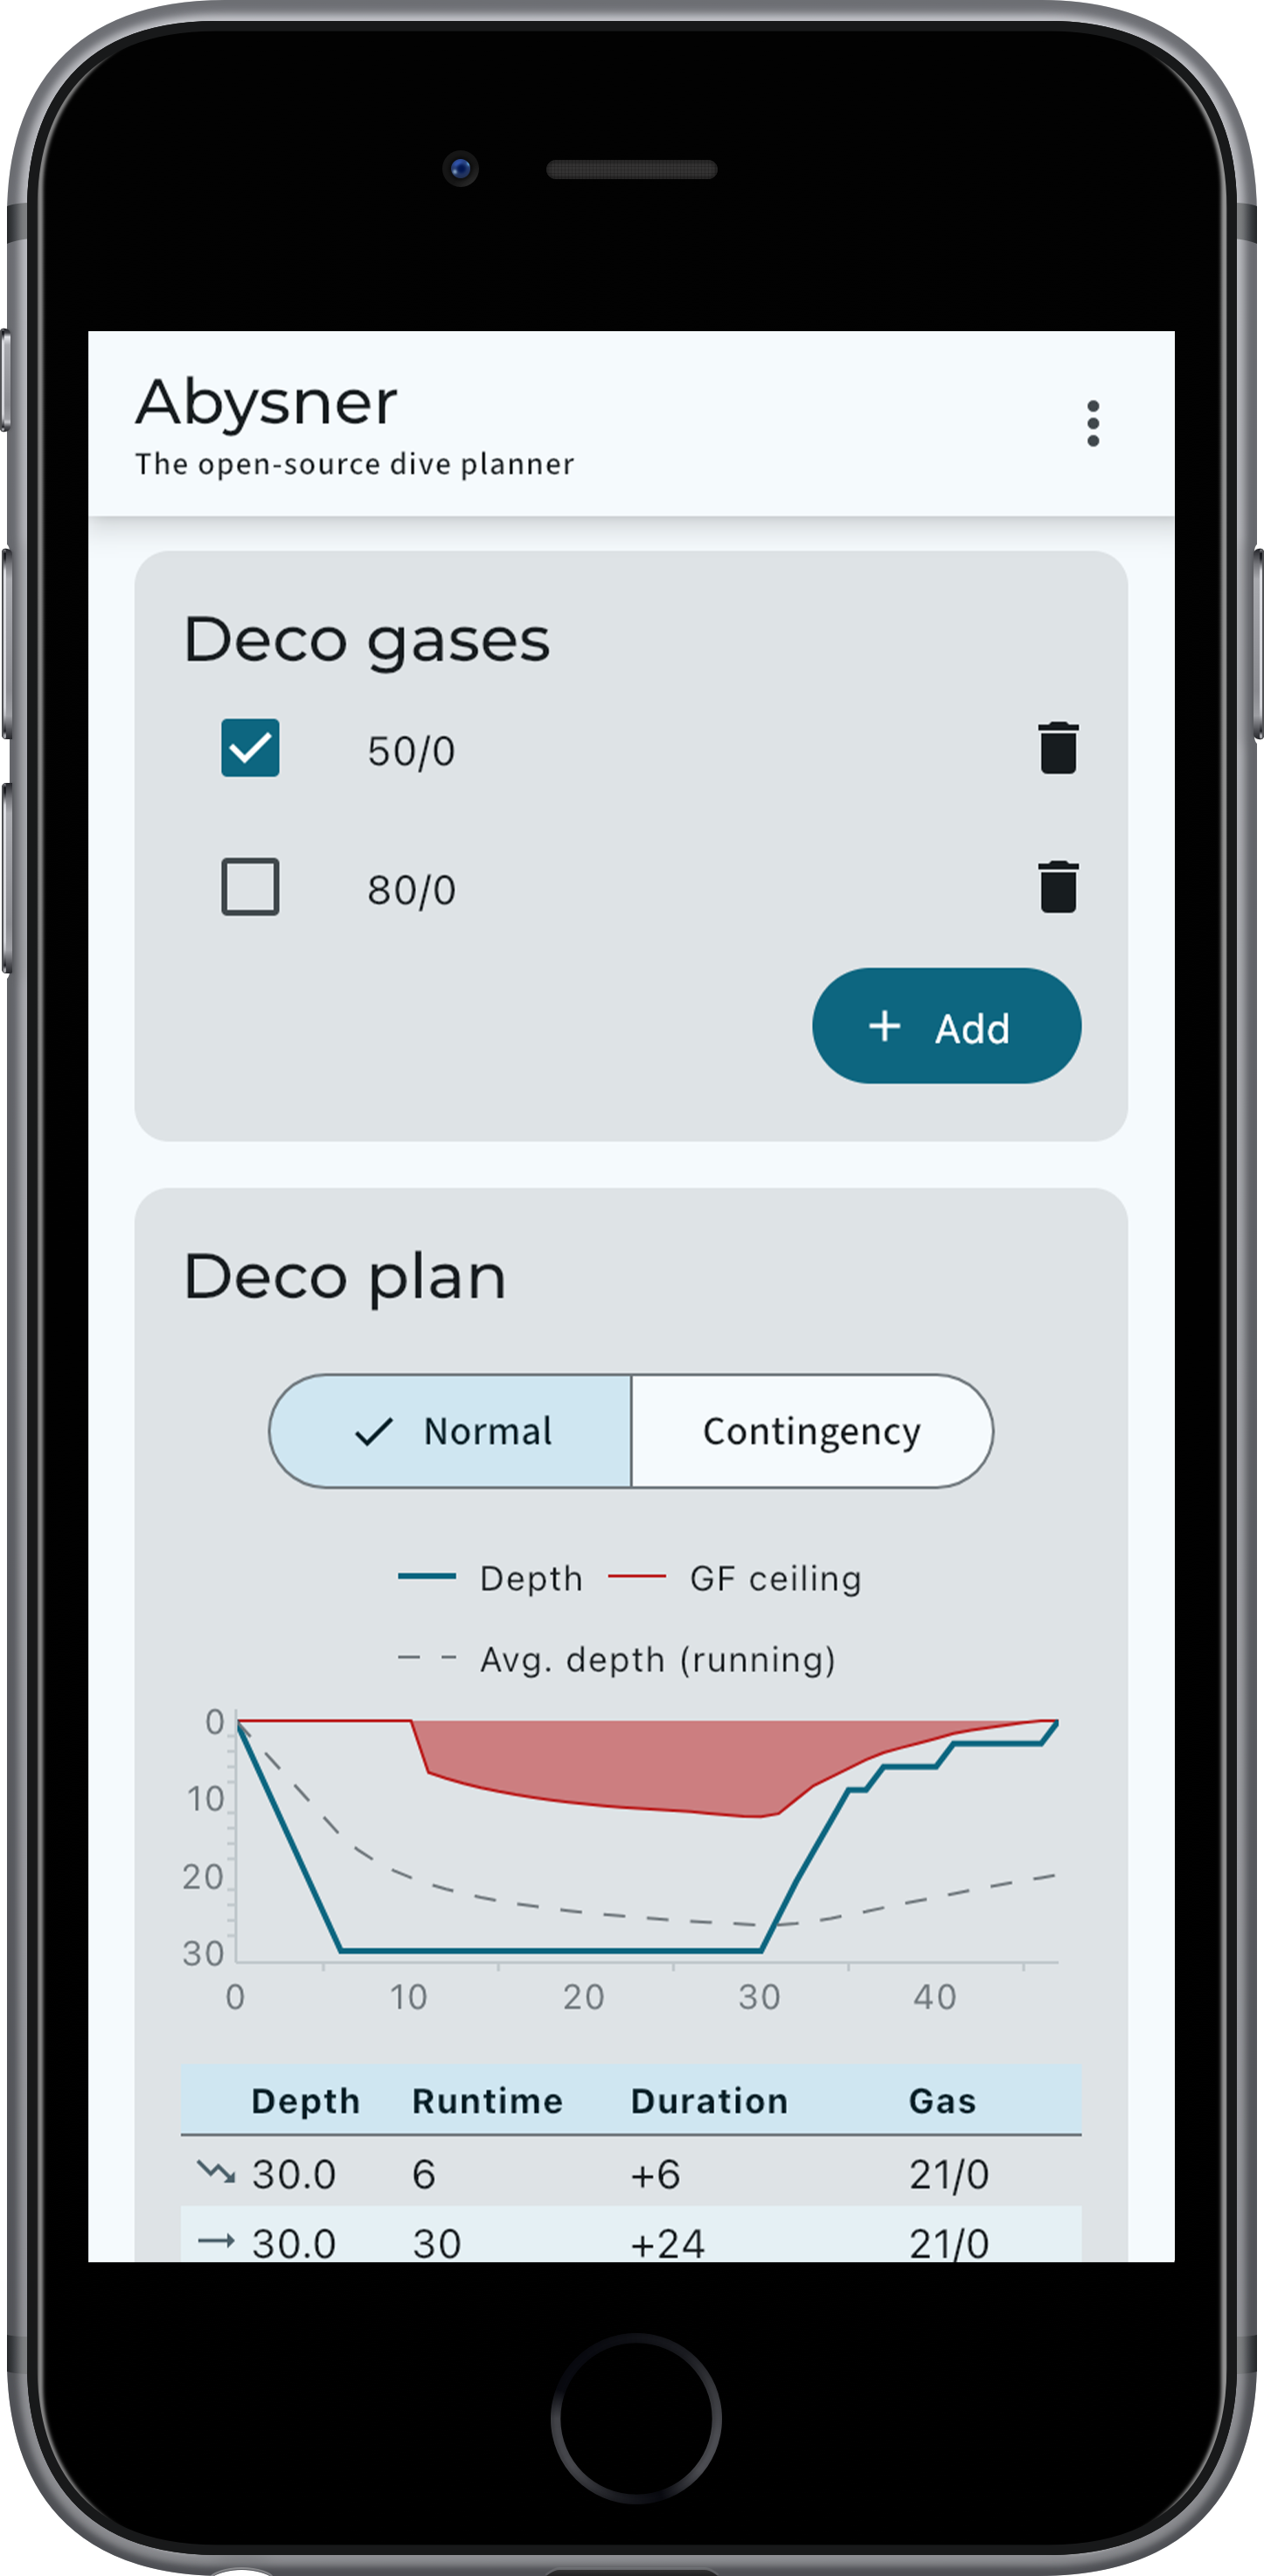 Abysner
The open-source dive planner
Deco gases
50/0
80/0
+ Add
Deco plan
Normal Contingency
Depth GF ceiling
Avg. depth (running)
0
10
20
30
0 10 20 30 40
Depth Runtime Duration Gas
30.0 6 +6 21/0
30.0 30 +24 21/0